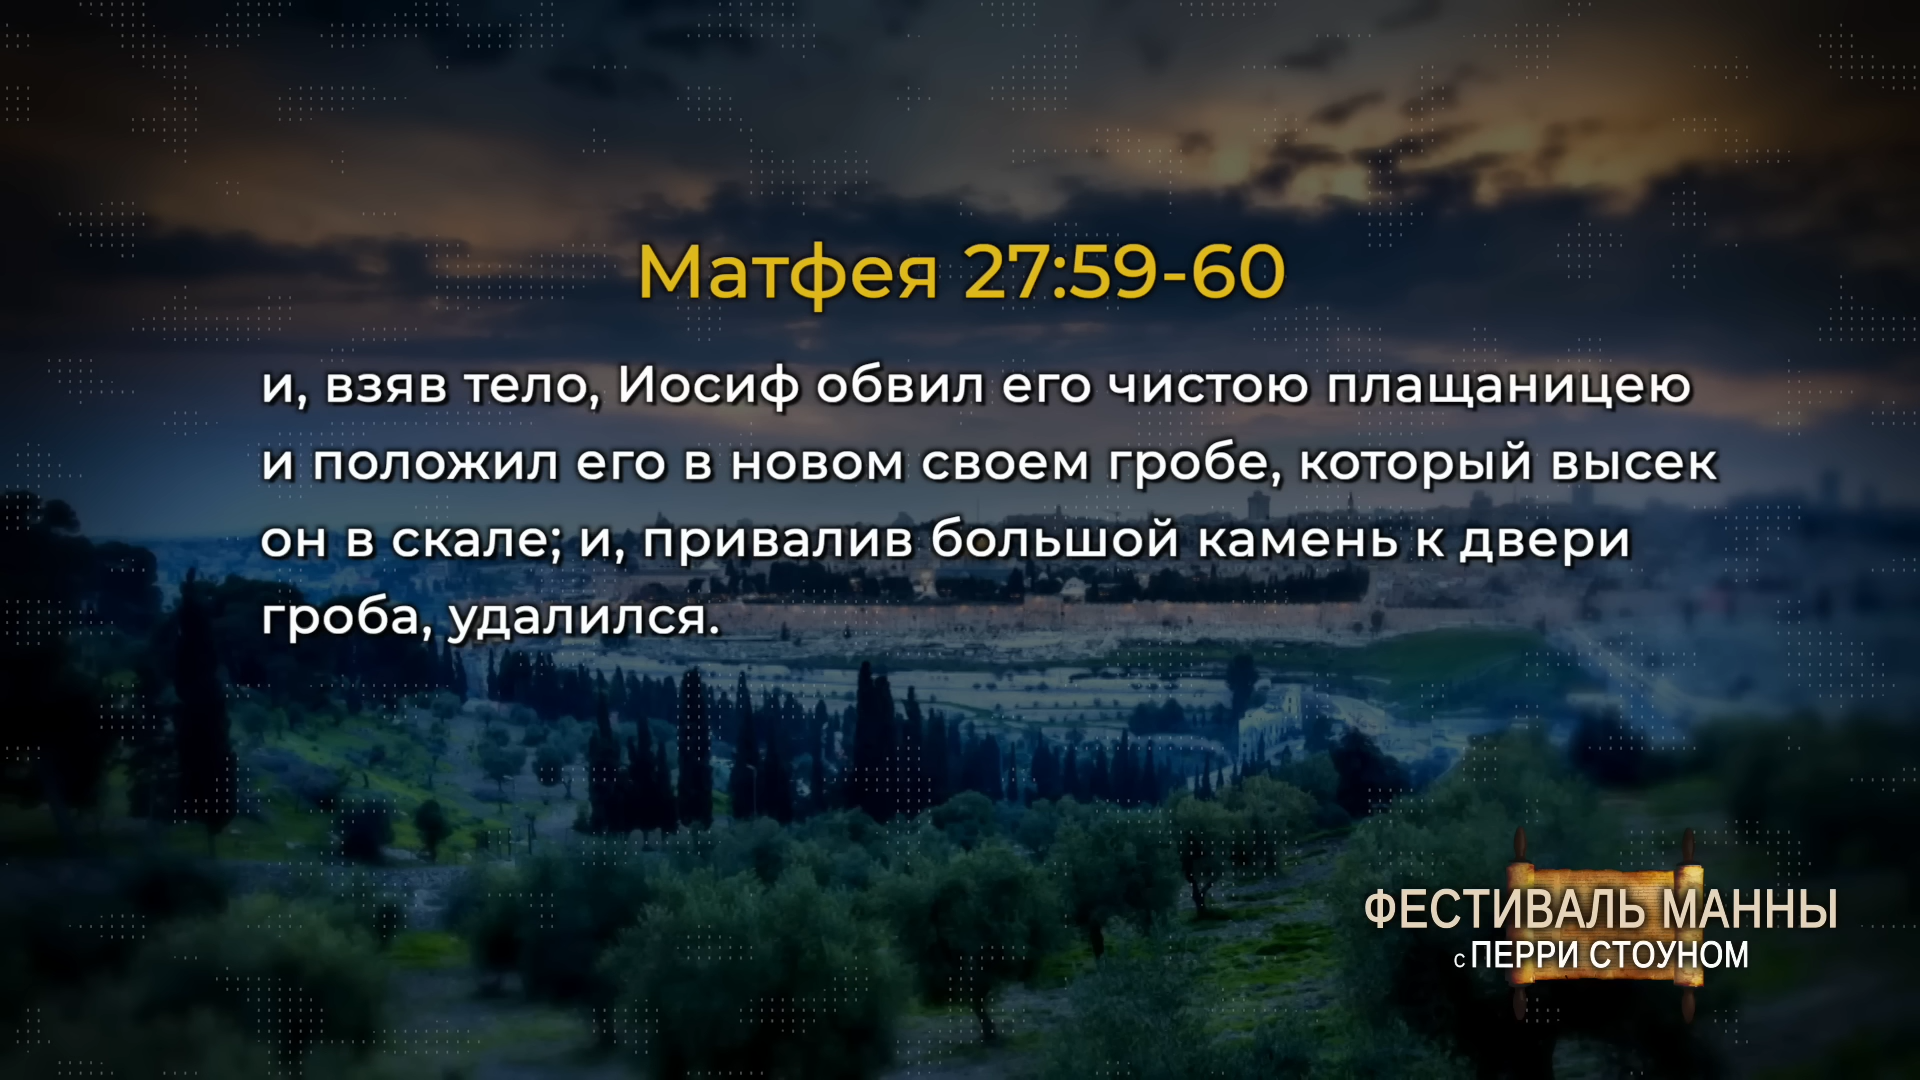 Матфея 27:59-60
и, взяв тело, Иосиф обвил его чистою плащаницею
и положил его в новом своем гробе, который высек
он в скале; и, привалив большой камень к двери
гроба, удалился.
ФЕСТИВАЛЬ МАННЫ
с ПЕРРИ СТОУНОМ